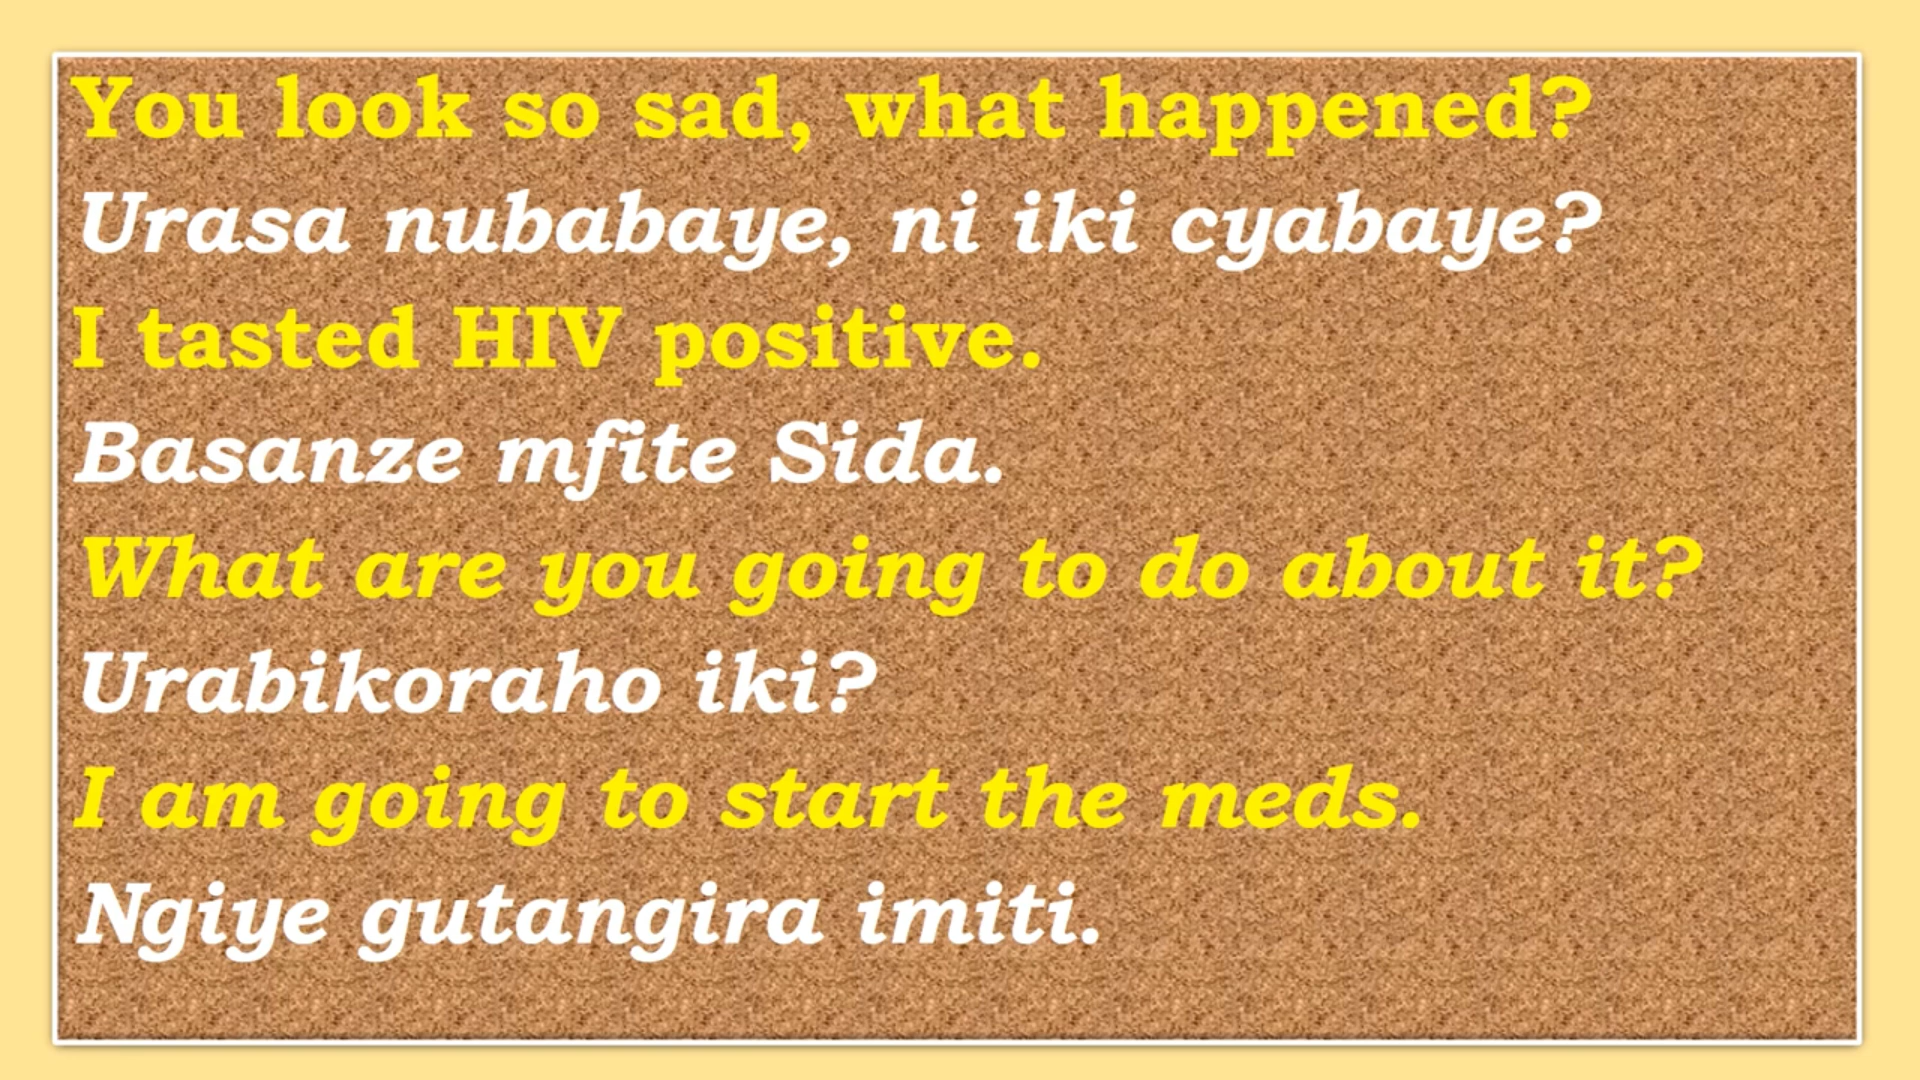 You look so sad, what happened?
Urasa nubabaye, ni iki cyabaye?
I tasted HIV positive.
Basanze mfite Sida.
What are you going to do about it?
Urabikoraho iki?
I am going to start the meds.
Ngiye gutangira imiti.